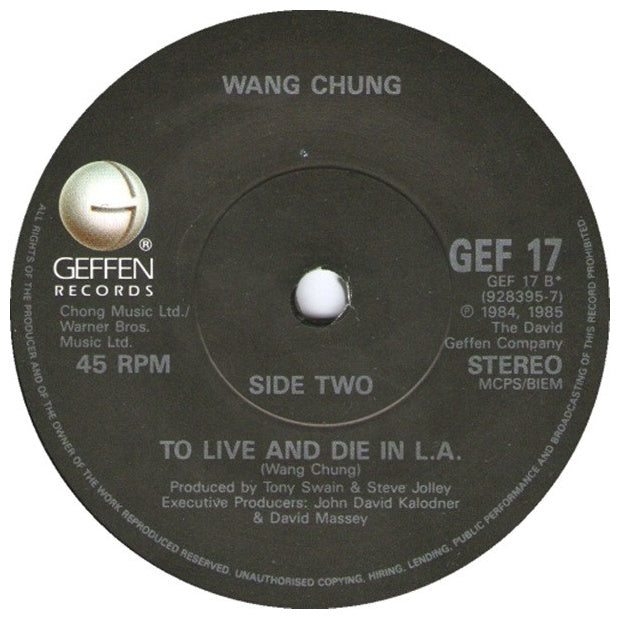 WANG CHUNG
G
®
GEFFEN
RECORDS
Chong Music Ltd./
Warner Bros.
Music Ltd.
45 RPM
GEF 17
GEF 17 B*
(928395-7)
℗ 1984, 1985
The David
Geffen Company
STEREO
MCPS/BIEM
SIDE TWO
TO LIVE AND DIE IN L.A.
(Wang Chung)
Produced by Tony Swain & Steve Jolley
Executive Producers: John David Kalodner
& David Massey
ALL RIGHTS OF THE PRODUCER AND OF THE OWNER OF THE WORK REPRODUCED RESERVED. UNAUTHORISED COPYING, HIRING, LENDING, PUBLIC PERFORMANCE AND BROADCASTING OF THIS RECORD PROHIBITED.